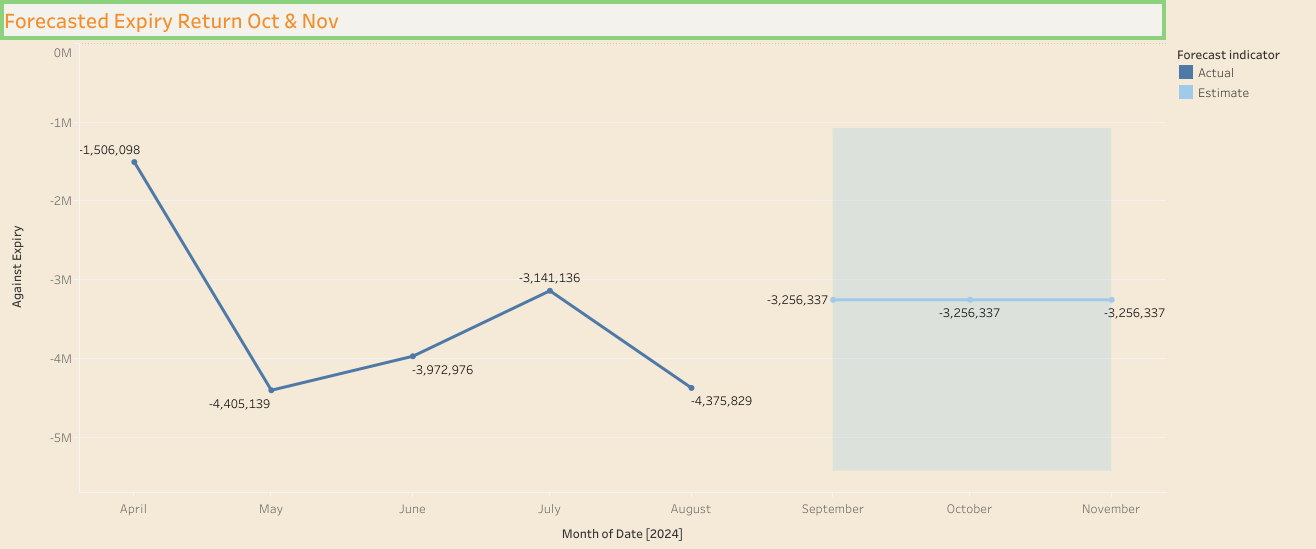 Forecasted Expiry Return Oct & Nov
Forecast indicator
Actual
Estimate
Against Expiry
0M
-1M
-2M
-3M
-4M
-5M
-1,506,098
-4,405,139
-3,972,976
-3,141,136
-4,375,829
-3,256,337
-3,256,337
-3,256,337
April
May
June
July
August
September
October
November
Month of Date [2024]